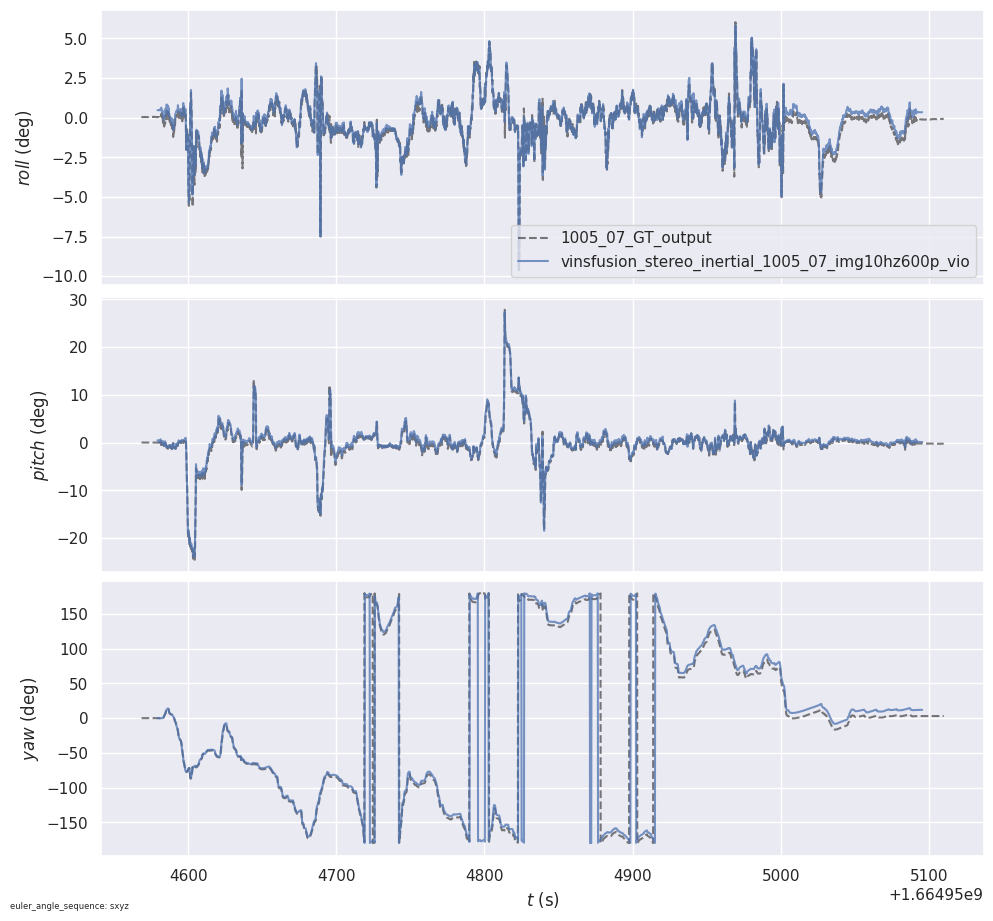 5.0
2.5
0.0
−2.5
−5.0
−7.5
−10.0
roll (deg)
1005_07_GT_output
vinsfusion_stereo_inertial_1005_07_img10hz600p_vio
30
20
10
0
−10
−20
pitch (deg)
150
100
50
0
−50
−100
−150
yaw (deg)
4600 4700 4800 4900 5000 5100
+1.66495e9
t (s)
euler_angle_sequence: sxyz